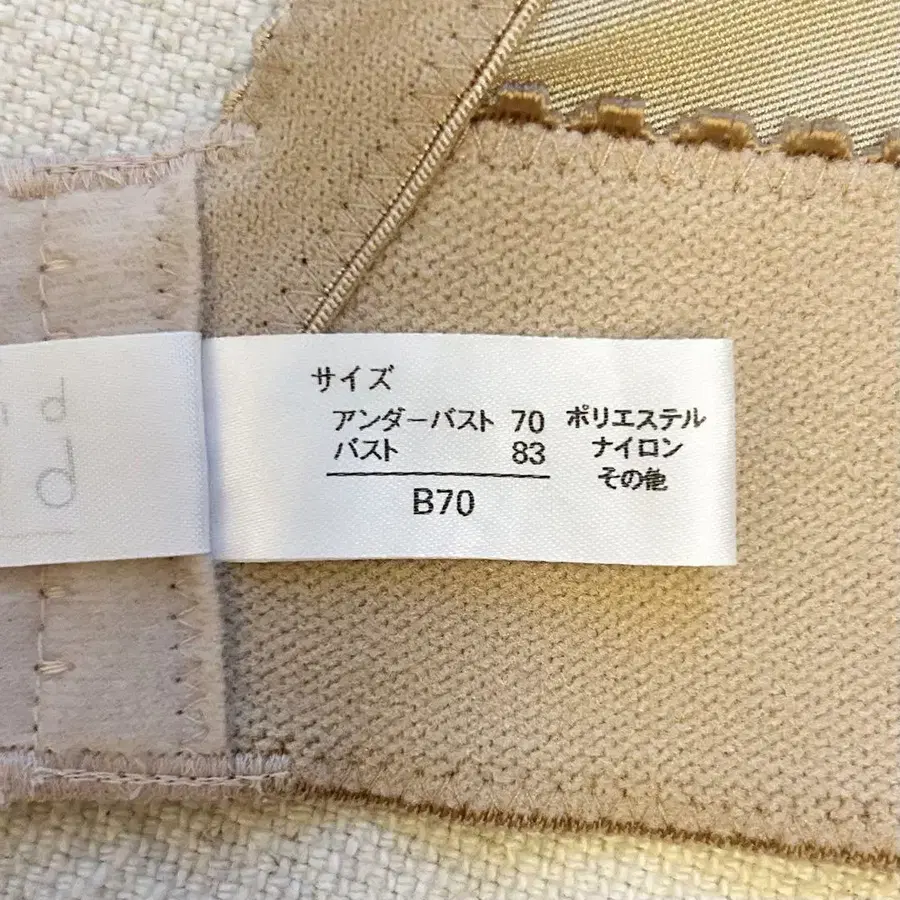 サイズ
アンダーバスト 70
バスト 83
B70
ポリエステル
ナイロン
その他